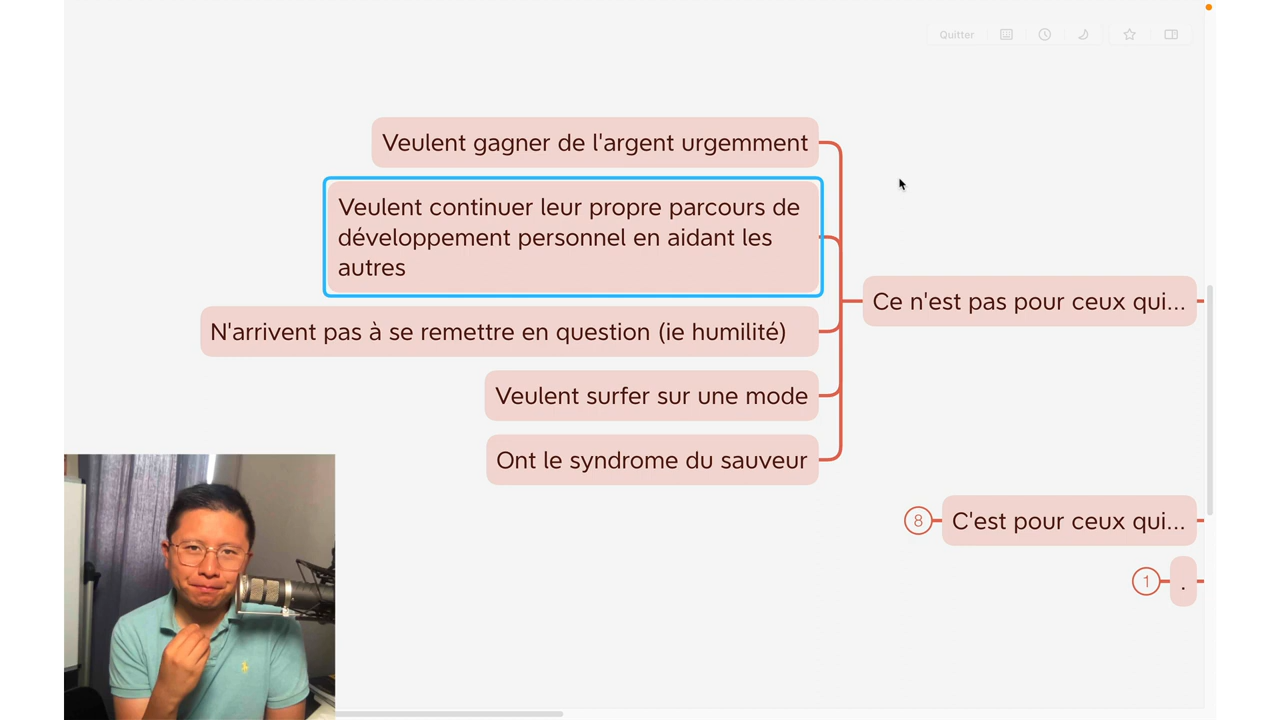 Quitter
Veulent gagner de l'argent urgemment
Veulent continuer leur propre parcours de
développement personnel en aidant les
autres
N'arrivent pas à se remettre en question (ie humilité)
Veulent surfer sur une mode
Ont le syndrome du sauveur
Ce n'est pas pour ceux qui...
8
C'est pour ceux qui...
1
.